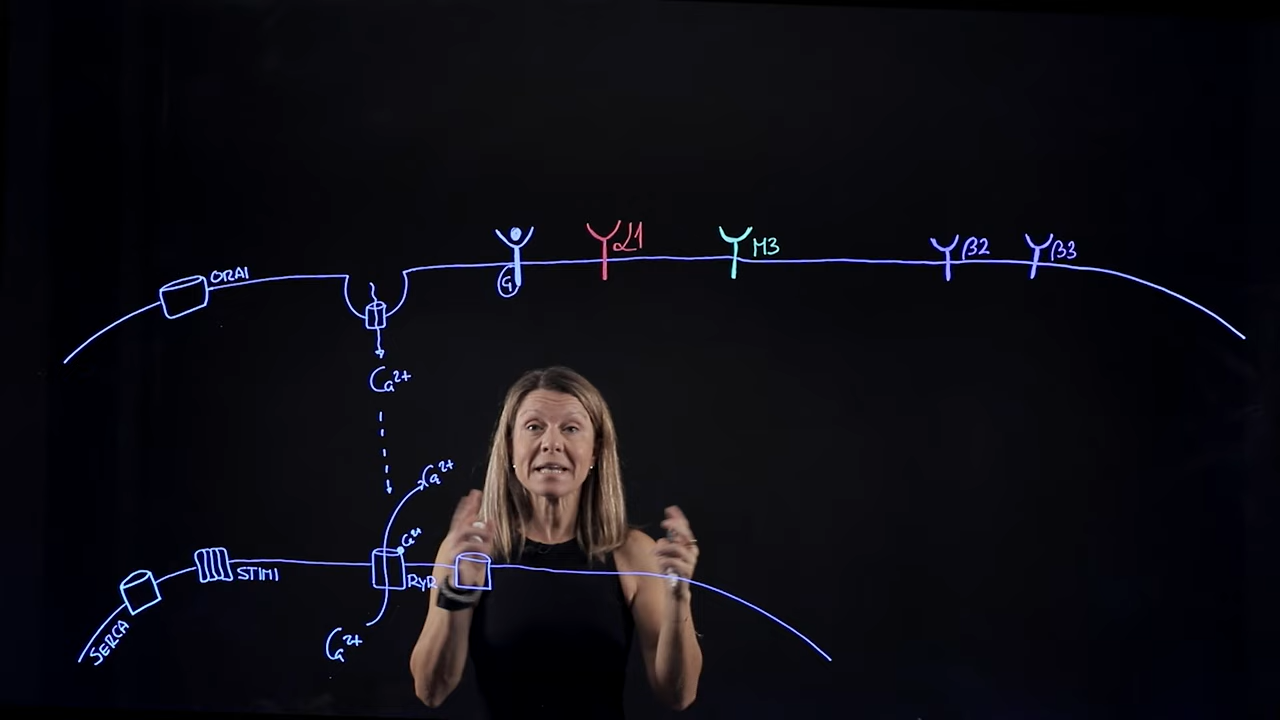 α1
M3
β2
β3
ORAI
G
Ca2+
Ca2+
Ca2+
RyR
STIM1
SERCA
Ca2+